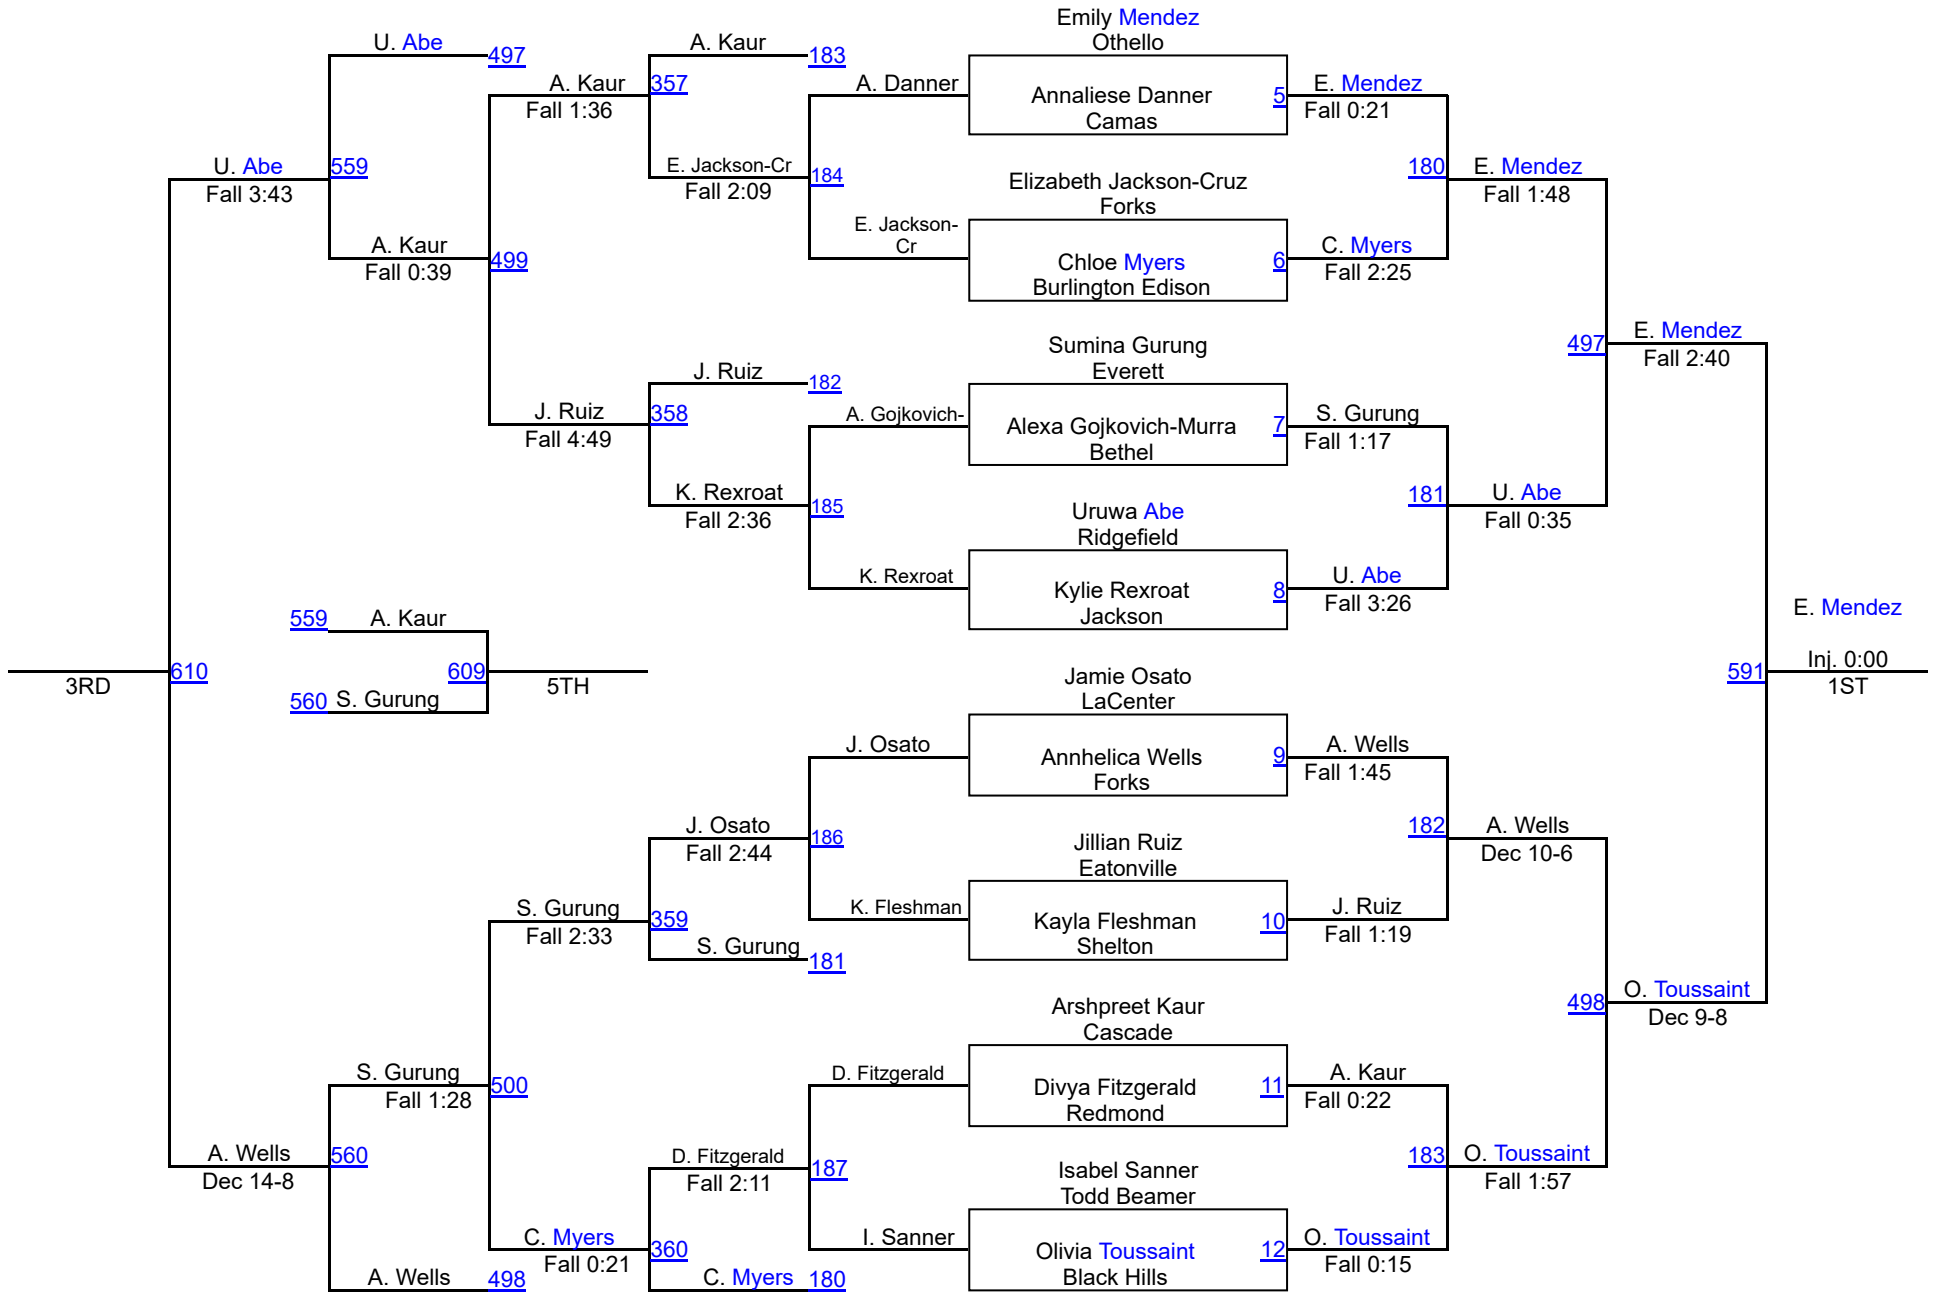 Emily Mendez
Othello
U. Abe
497
A. Kaur
183
A. Kaur
357
Fall 1:36
A. Danner
Annaliese Danner
Camas
5
E. Mendez
Fall 0:21
U. Abe
559
Fall 3:43
E. Jackson-Cr
184
Fall 2:09
Elizabeth Jackson-Cruz
Forks
180
E. Mendez
Fall 1:48
A. Kaur
499
Fall 0:39
E. Jackson-
Cr
Chloe Myers
Burlington Edison
6
C. Myers
Fall 2:25
Sumina Gurung
Everett
497
E. Mendez
Fall 2:40
J. Ruiz
182
J. Ruiz
358
Fall 4:49
A. Gojkovich-
Alexa Gojkovich-Murra
Bethel
7
S. Gurung
Fall 1:17
K. Rexroat
185
Fall 2:36
Uruwa Abe
Ridgefield
181
U. Abe
Fall 0:35
K. Rexroat
Kylie Rexroat
Jackson
8
U. Abe
Fall 3:26
559
A. Kaur
E. Mendez
3RD
610
609
5TH
560
S. Gurung
Jamie Osato
LaCenter
591
Inj. 0:00
1ST
J. Osato
Annhelica Wells
Forks
9
A. Wells
Fall 1:45
J. Osato
186
Fall 2:44
Jillian Ruiz
Eatonville
182
A. Wells
Dec 10-6
S. Gurung
359
Fall 2:33
K. Fleshman
Kayla Fleshman
Shelton
10
J. Ruiz
Fall 1:19
S. Gurung
181
Arshpreet Kaur
Cascade
498
O. Toussaint
Dec 9-8
S. Gurung
500
Fall 1:28
D. Fitzgerald
Divya Fitzgerald
Redmond
11
A. Kaur
Fall 0:22
A. Wells
560
Dec 14-8
D. Fitzgerald
187
Fall 2:11
Isabel Sanner
Todd Beamer
183
O. Toussaint
Fall 1:57
C. Myers
360
Fall 0:21
I. Sanner
Olivia Toussaint
Black Hills
12
O. Toussaint
Fall 0:15
A. Wells
498
C. Myers
180